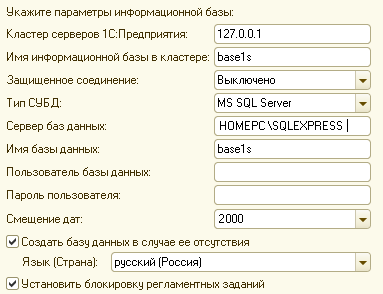 Укажите параметры информационной базы:
Кластер серверов 1С:Предприятия: 127.0.0.1
Имя информационной базы в кластере: base1s
Защищенное соединение: Выключено
Тип СУБД: MS SQL Server
Сервер баз данных: HOMEPC\SQLEXPRESS
Имя базы данных: base1s
Пользователь базы данных:
Пароль пользователя:
Смещение дат: 2000
Создать базу данных в случае ее отсутствия
Язык (Страна): русский (Россия)
Установить блокировку регламентных заданий